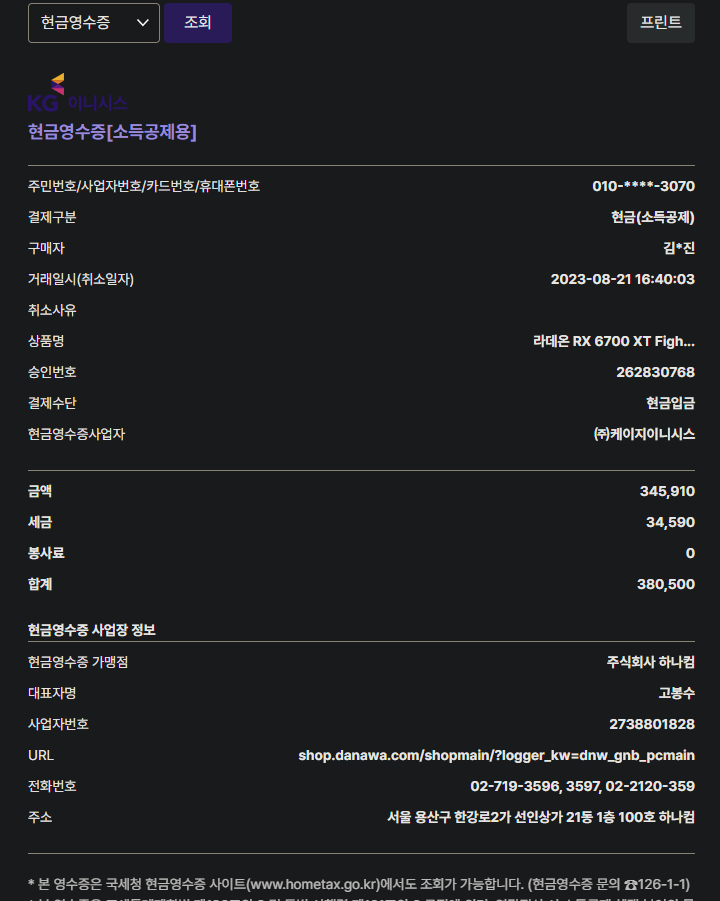 현금영수증 조회 프린트
KG 이니시스
현금영수증[소득공제용]
주민번호/사업자번호/카드번호/휴대폰번호 010-****-3070
결제구분 현금(소득공제)
구매자 김*진
거래일시(취소일자) 2023-08-21 16:40:03
취소사유
상품명 라데온 RX 6700 XT Figh...
승인번호 262830768
결제수단 현금입금
현금영수증사업자 ㈜케이지이니시스
금액 345,910
세금 34,590
봉사료 0
합계 380,500
현금영수증 사업장 정보
현금영수증 가맹점 주식회사 하나컴
대표자명 고봉수
사업자번호 2738801828
URL shop.danawa.com/shopmain/?logger_kw=dnw_gnb_pcmain
전화번호 02-719-3596, 3597, 02-2120-359
주소 서울 용산구 한강로2가 선인상가 21동 1층 100호 하나컴
* 본 영수증은 국세청 현금영수증 사이트(www.hometax.go.kr)에서도 조회가 가능합니다. (현금영수증 문의 ☎126-1-1)